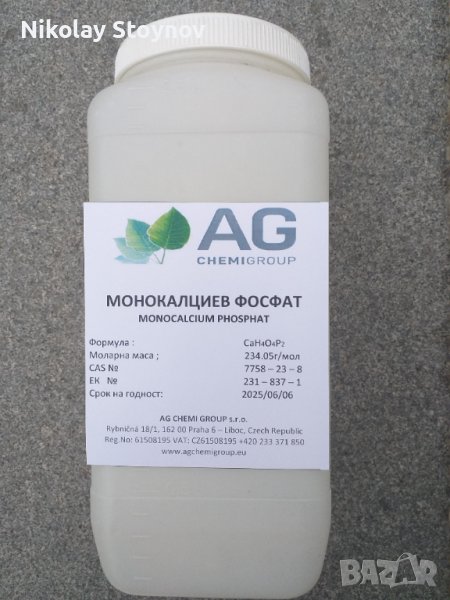 Nikolay Stoynov
AG
CHEMIGROUP
МОНОКАЛЦИЕВ ФОСФАТ
MONOCALCIUM PHOSPHAT
Формула : CaH₄O₄P₂
Моларна маса ; 234.05г/мол
CAS № 7758 – 23 – 8
ЕК № 231 – 837 – 1
Срок на годност: 2025/06/06
AG CHEMI GROUP s.r.o.
Rybničná 18/1, 162 00 Praha 6 – Liboc, Czech Republic
Reg.No: 61508195 VAT: CZ61508195 +420 233 371 850
www.agchemigroup.eu
BAZAR